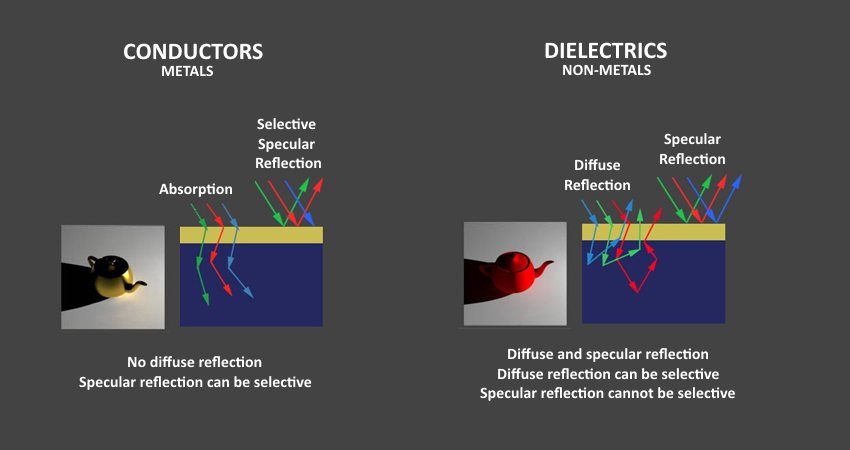 CONDUCTORS
METALS
Selective
Specular
Reflection
Absorption
No diffuse reflection
Specular reflection can be selective
DIELECTRICS
NON-METALS
Specular
Reflection
Diffuse
Reflection
Diffuse and specular reflection
Diffuse reflection can be selective
Specular reflection cannot be selective